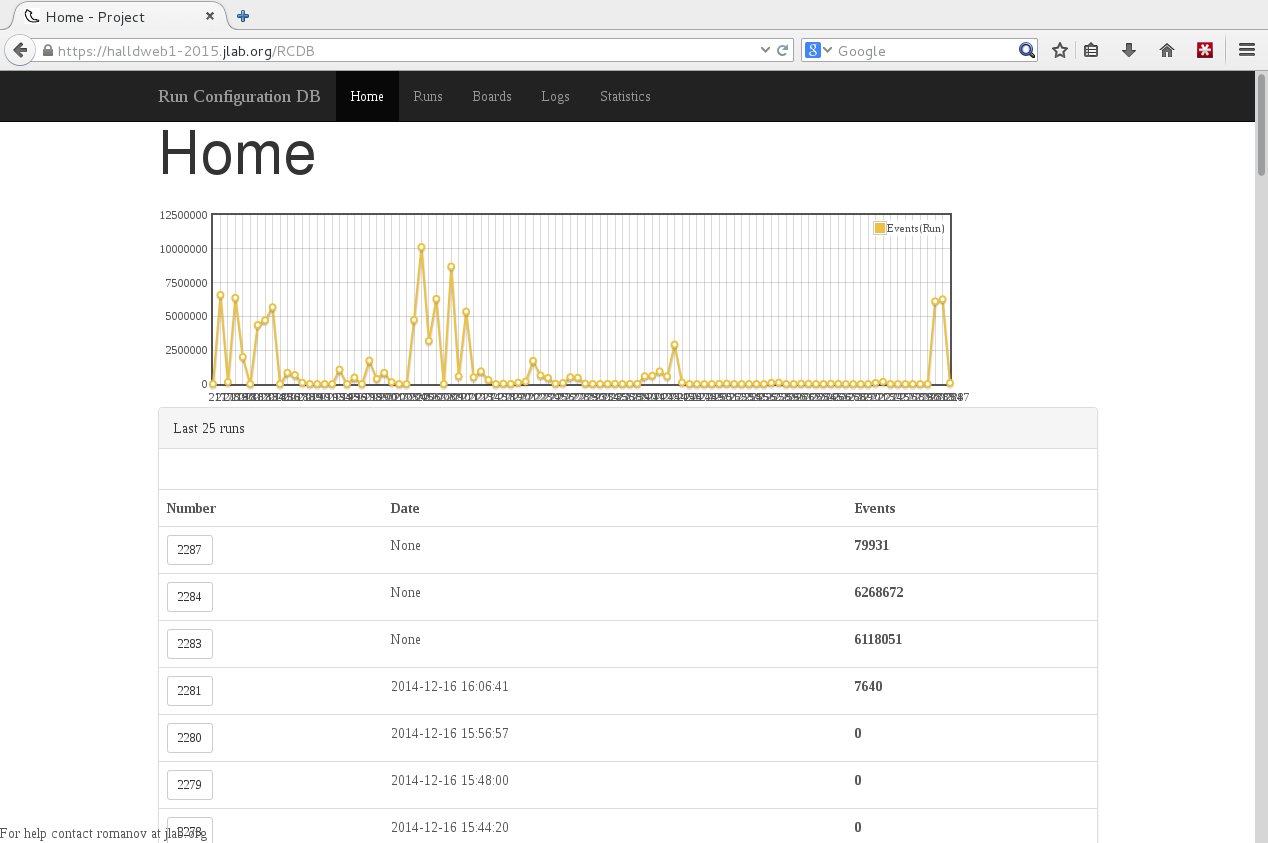 Home - Project
https://halldweb1-2015.jlab.org/RCDB
Google
Run Configuration DB Home Runs Boards Logs Statistics
Home
12500000
10000000
7500000
5000000
2500000
0
Events(Run)
Last 25 runs
Number Date Events
2287 None 79931
2284 None 6268672
2283 None 6118051
2281 2014-12-16 16:06:41 7640
2280 2014-12-16 15:56:57 0
2279 2014-12-16 15:48:00 0
2278 2014-12-16 15:44:20 0
For help contact romanov at jlab.org